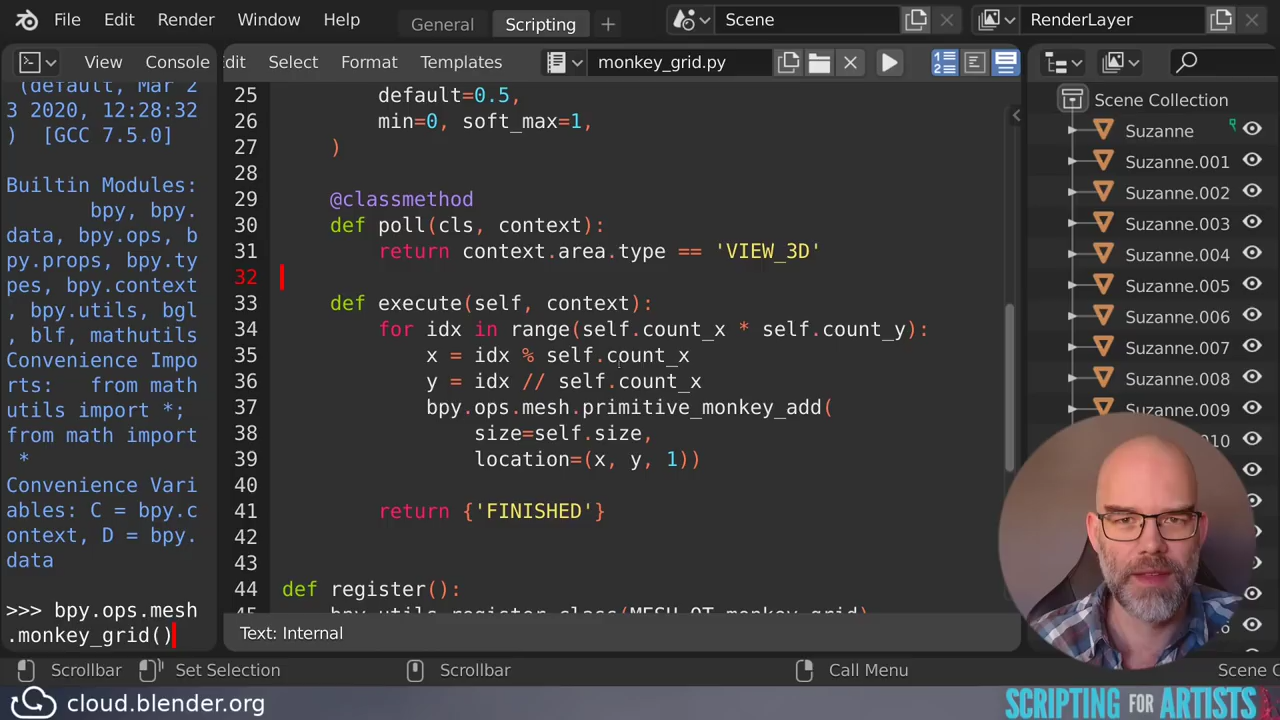 File Edit Render Window Help General Scripting Scene RenderLayer
View Console dit Select Format Templates monkey_grid.py
(default, Mar 2
3 2020, 12:28:32
) [GCC 7.5.0]
Builtin Modules:
bpy, bpy.
data, bpy.ops, b
py.props, bpy.ty
pes, bpy.context
, bpy.utils, bgl
, blf, mathutils
Convenience Impo
rts: from math
utils import *;
from math import
*
Convenience Vari
ables: C = bpy.c
ontext, D = bpy.
data
>>> bpy.ops.mesh
.monkey_grid()
25 default=0.5,
26 min=0, soft_max=1,
27 )
28
29 @classmethod
30 def poll(cls, context):
31 return context.area.type == 'VIEW_3D'
32
33 def execute(self, context):
34 for idx in range(self.count_x * self.count_y):
35 x = idx % self.count_x
36 y = idx // self.count_x
37 bpy.ops.mesh.primitive_monkey_add(
38 size=self.size,
39 location=(x, y, 1))
40
41 return {'FINISHED'}
42
43
44 def register():
45 bpy.utils.register_class(MESH_OT_monkey_grid)
Text: Internal
Scene Collection
Suzanne
Suzanne.001
Suzanne.002
Suzanne.003
Suzanne.004
Suzanne.005
Suzanne.006
Suzanne.007
Suzanne.008
Suzanne.009
Scrollbar Set Selection Scrollbar Call Menu Scene C
cloud.blender.org
SCRIPTING FOR ARTISTS